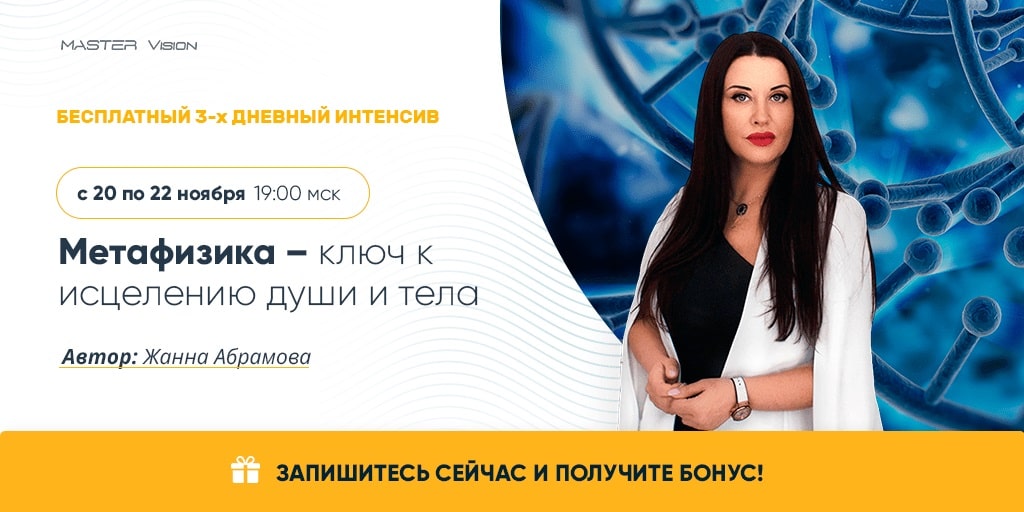 MASTER Vision
БЕСПЛАТНЫЙ 3-х ДНЕВНЫЙ ИНТЕНСИВ
с 20 по 22 ноября 19:00 мск
Метафизика – ключ к
исцелению души и тела
Автор: Жанна Абрамова
ЗАПИШИТЕСЬ СЕЙЧАС И ПОЛУЧИТЕ БОНУС!